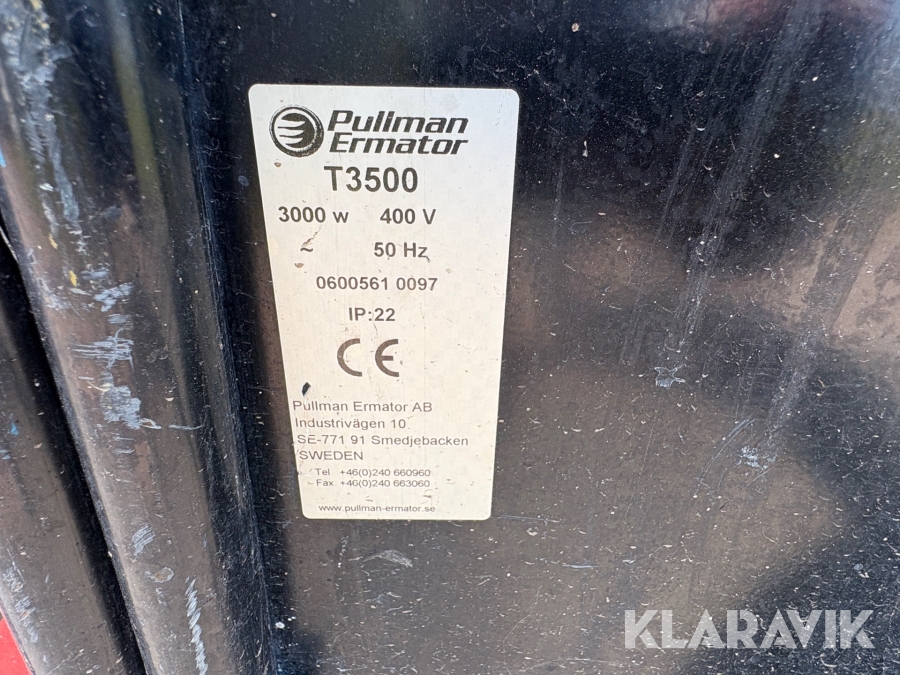 Pullman
Ermator
T3500
3000 w 400 V
~ 50 Hz
0600561 0097
IP:22
CE
Pullman Ermator AB
Industrivägen 10
SE-771 91 Smedjebacken
SWEDEN
Tel +46(0)240 660960
Fax +46(0)240 663060
www.pullman-ermator.se
KLARAVIK